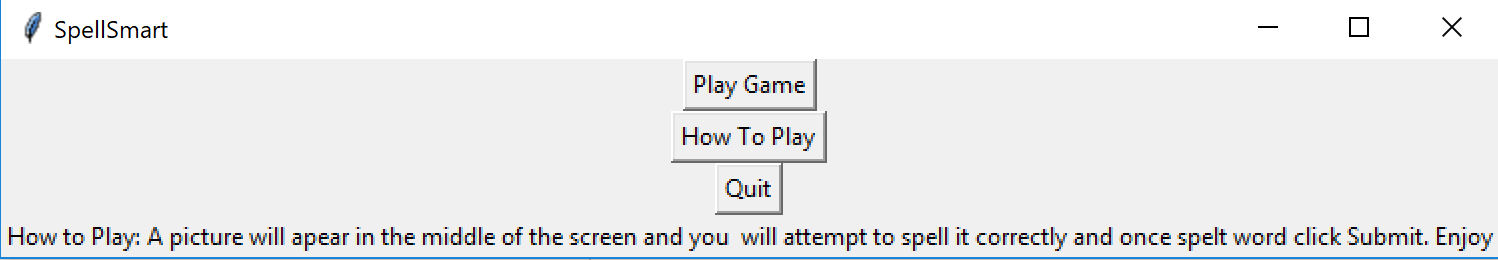 SpellSmart
Play Game
How To Play
Quit
How to Play: A picture will apear in the middle of the screen and you  will attempt to spell it correctly and once spelt word click Submit. Enjoy